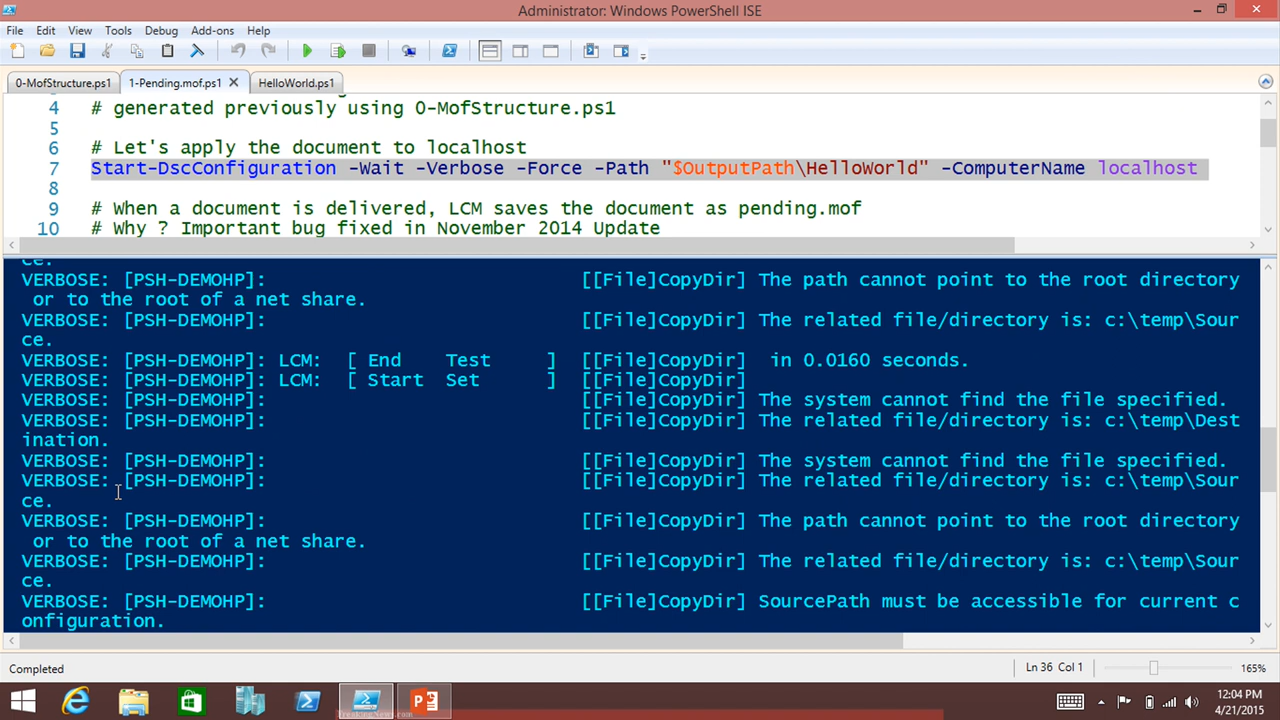 Administrator: Windows PowerShell ISE
File Edit View Tools Debug Add-ons Help
0-MofStructure.ps1 1-Pending.mof.ps1 HelloWorld.ps1
4 # generated previously using 0-MofStructure.ps1
5
6 # Let's apply the document to localhost
7 Start-DscConfiguration -Wait -Verbose -Force -Path "$OutputPath\HelloWorld" -ComputerName localhost
8
9 # When a document is delivered, LCM saves the document as pending.mof
10 # Why ? Important bug fixed in November 2014 Update
ce.
VERBOSE: [PSH-DEMOHP]: [[File]CopyDir] The path cannot point to the root directory
or to the root of a net share.
VERBOSE: [PSH-DEMOHP]: [[File]CopyDir] The related file/directory is: c:\temp\Sour
ce.
VERBOSE: [PSH-DEMOHP]: LCM: [ End Test ] [[File]CopyDir] in 0.0160 seconds.
VERBOSE: [PSH-DEMOHP]: LCM: [ Start Set ] [[File]CopyDir]
VERBOSE: [PSH-DEMOHP]: [[File]CopyDir] The system cannot find the file specified.
VERBOSE: [PSH-DEMOHP]: [[File]CopyDir] The related file/directory is: c:\temp\Dest
ination.
VERBOSE: [PSH-DEMOHP]: [[File]CopyDir] The system cannot find the file specified.
VERBOSE: [PSH-DEMOHP]: [[File]CopyDir] The related file/directory is: c:\temp\Sour
ce.
VERBOSE: [PSH-DEMOHP]: [[File]CopyDir] The path cannot point to the root directory
or to the root of a net share.
VERBOSE: [PSH-DEMOHP]: [[File]CopyDir] The related file/directory is: c:\temp\Sour
ce.
VERBOSE: [PSH-DEMOHP]: [[File]CopyDir] SourcePath must be accessible for current c
onfiguration.
Completed Ln 36 Col 1 165%
12:04 PM
4/21/2015